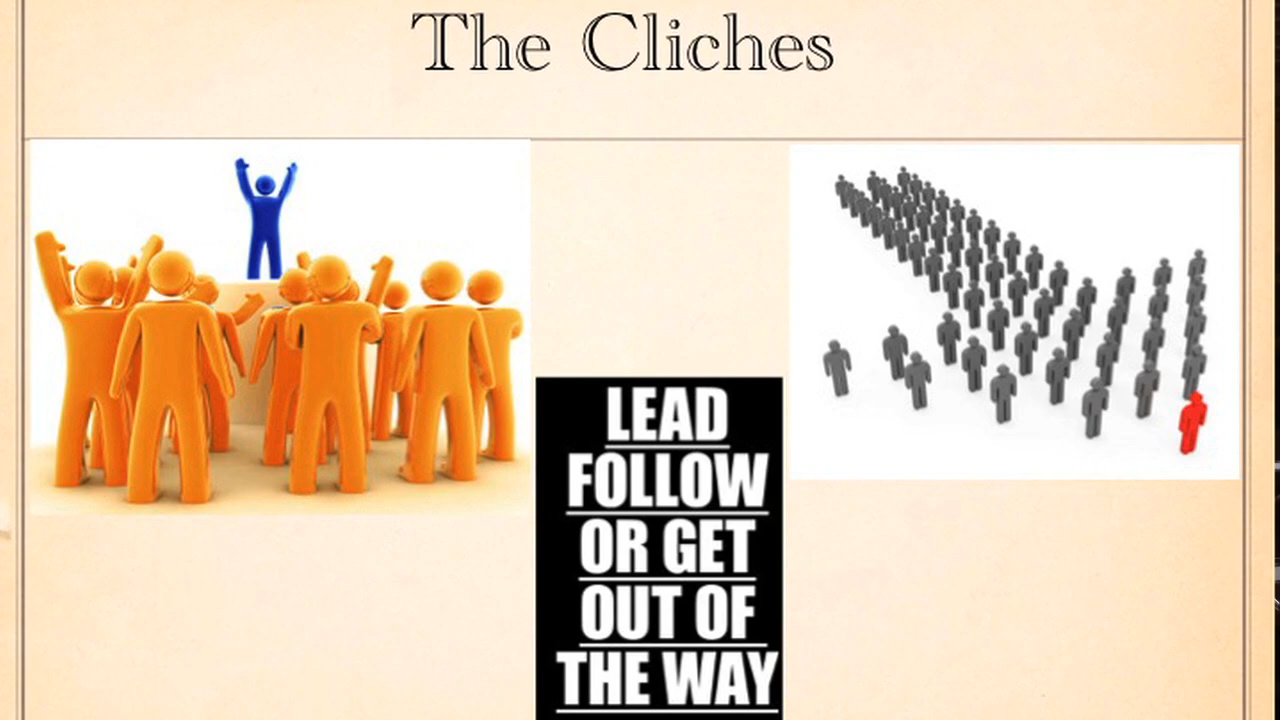 The Cliches
LEAD
FOLLOW
OR GET
OUT OF
THE WAY